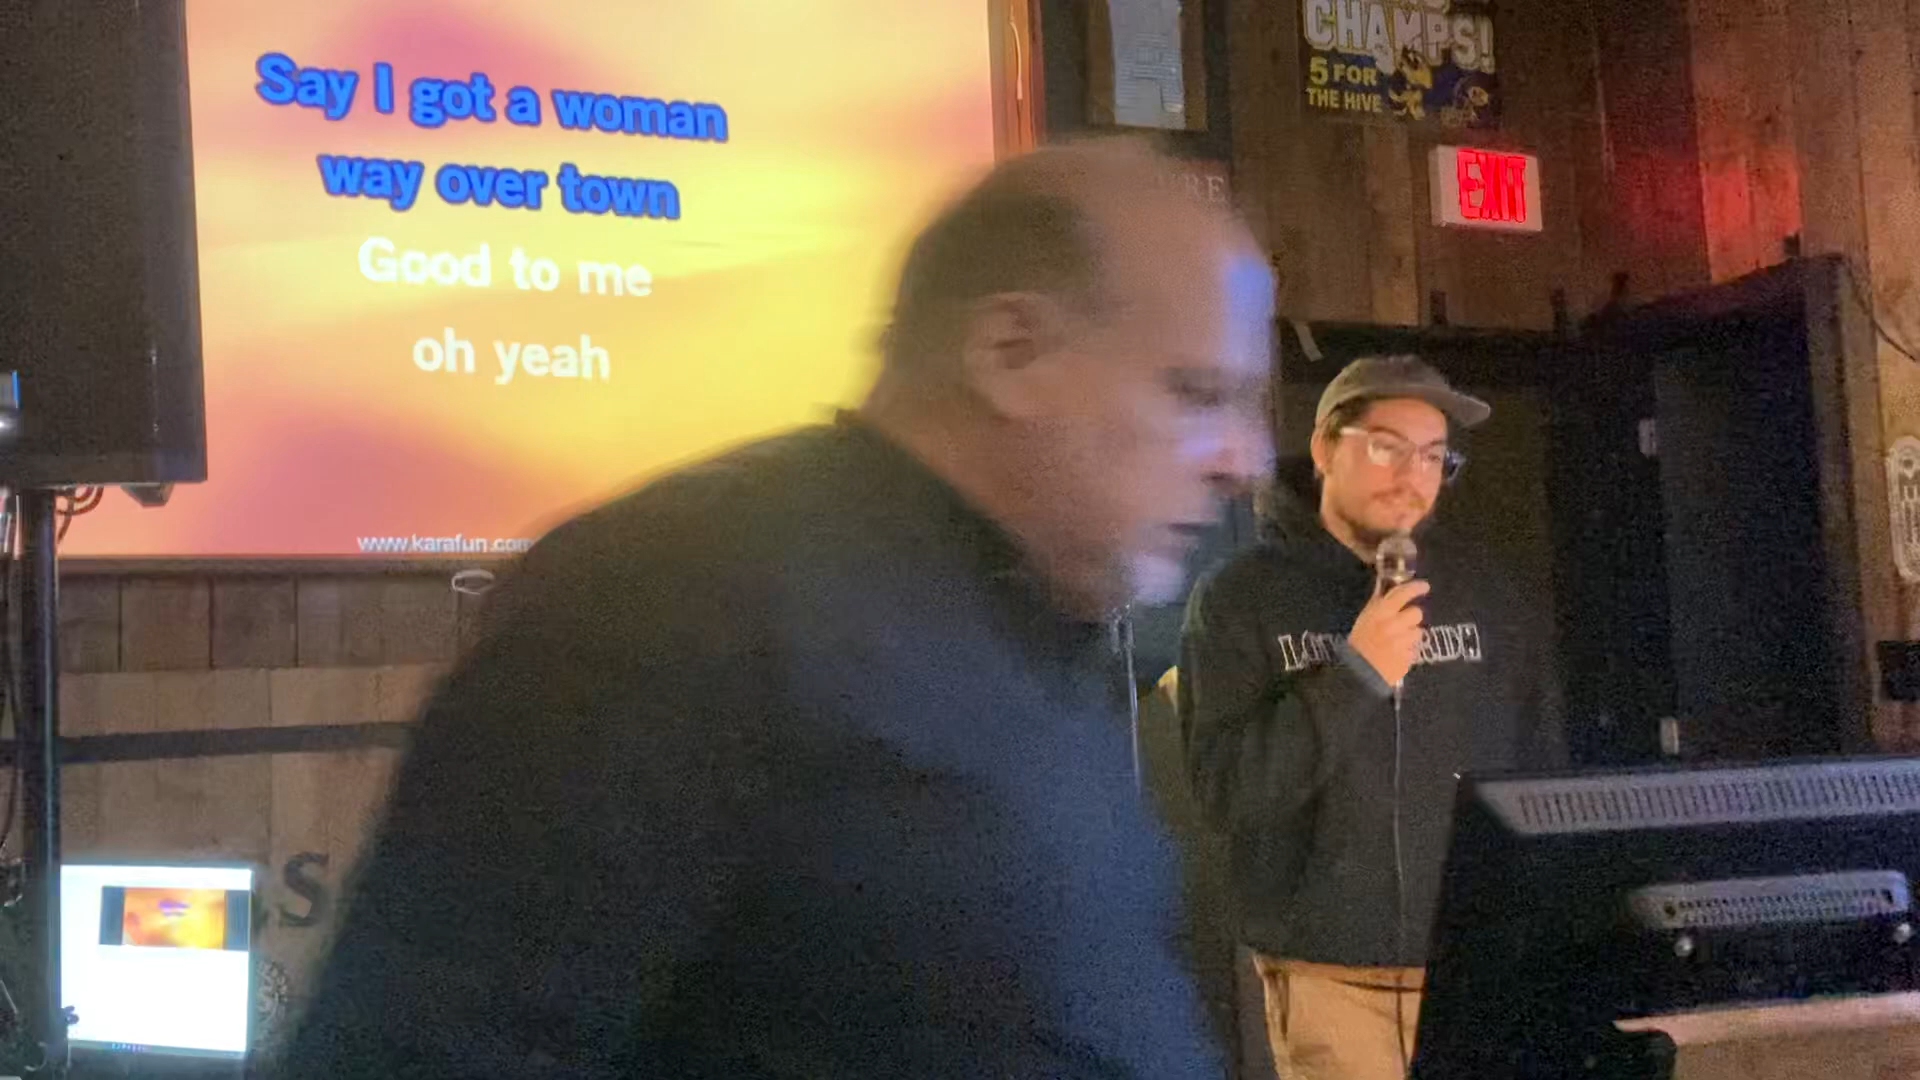 Say I got a woman
way over town
Good to me
oh yeah
www.karafun.com
CHAMPS!
5 FOR
THE HIVE
EXIT
S